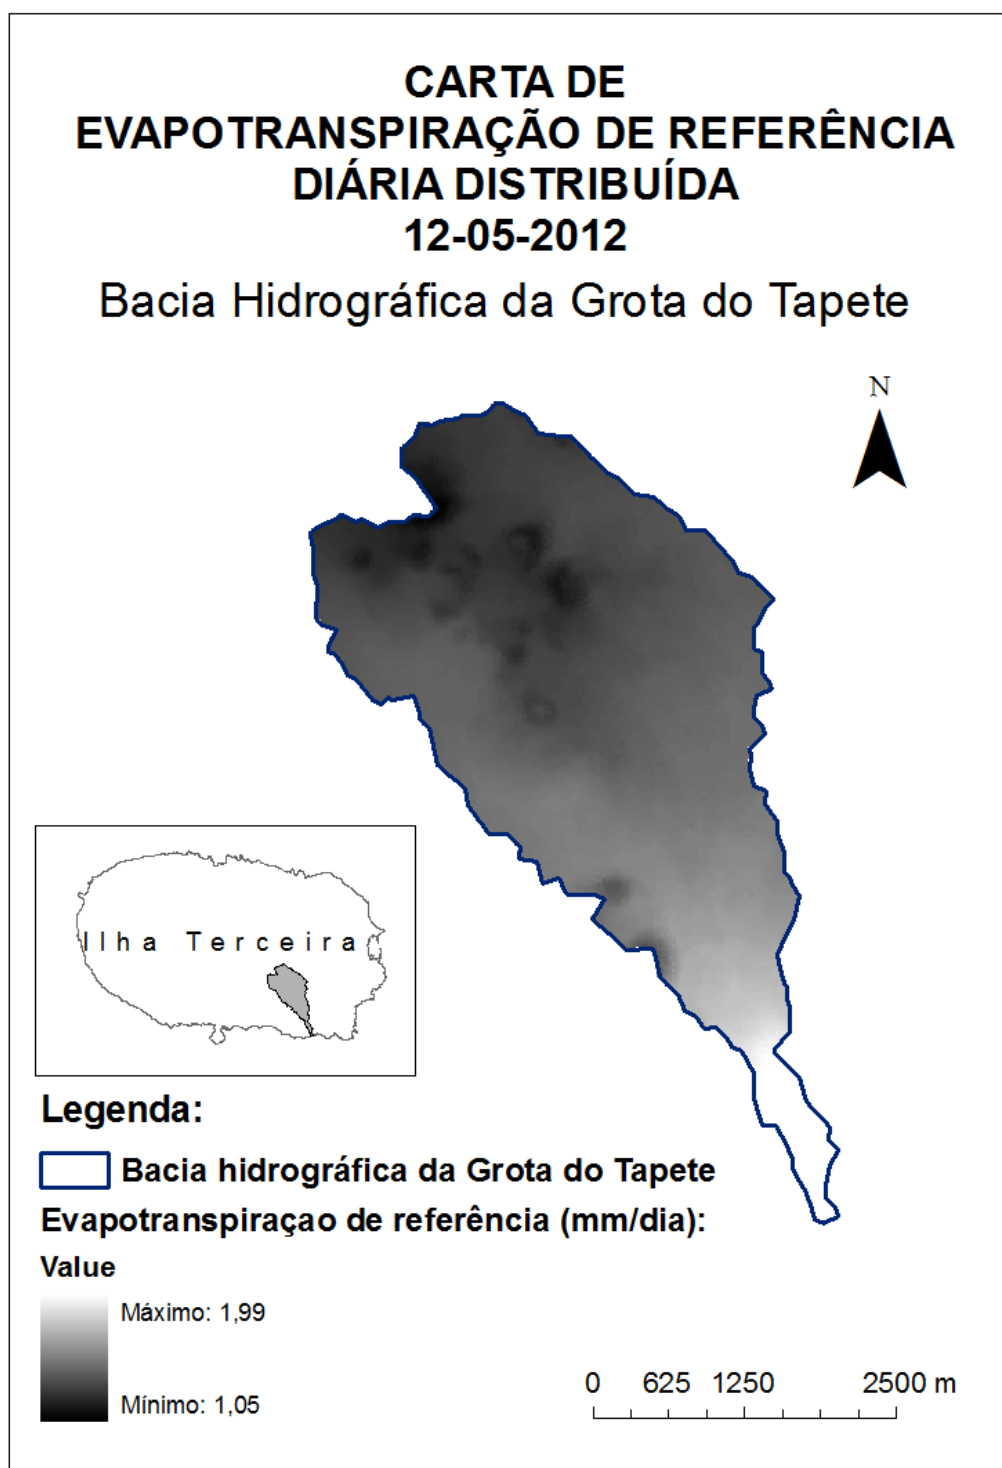 CARTA DE
EVAPOTRANSPIRAÇÃO DE REFERÊNCIA
DIÁRIA DISTRIBUÍDA
12-05-2012
Bacia Hidrográfica da Grota do Tapete
N
Ilha Terceira
Legenda:
Bacia hidrográfica da Grota do Tapete
Evapotranspiraçao de referência (mm/dia):
Value
Máximo: 1,99
Mínimo: 1,05
0 625 1250 2500 m